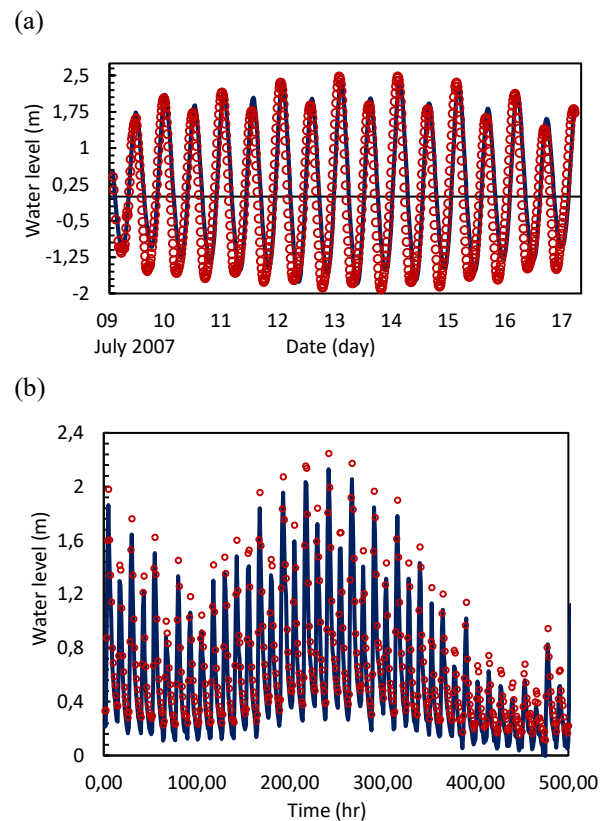 (a)
Water level (m)
2,5
1,75
1
0,25
-0,5
-1,25
-2
09 10 11 12 13 14 15 16 17
July 2007 Date (day)
(b)
Water level (m)
2,4
2
1,6
1,2
0,8
0,4
0
0,00 100,00 200,00 300,00 400,00 500,00
Time (hr)